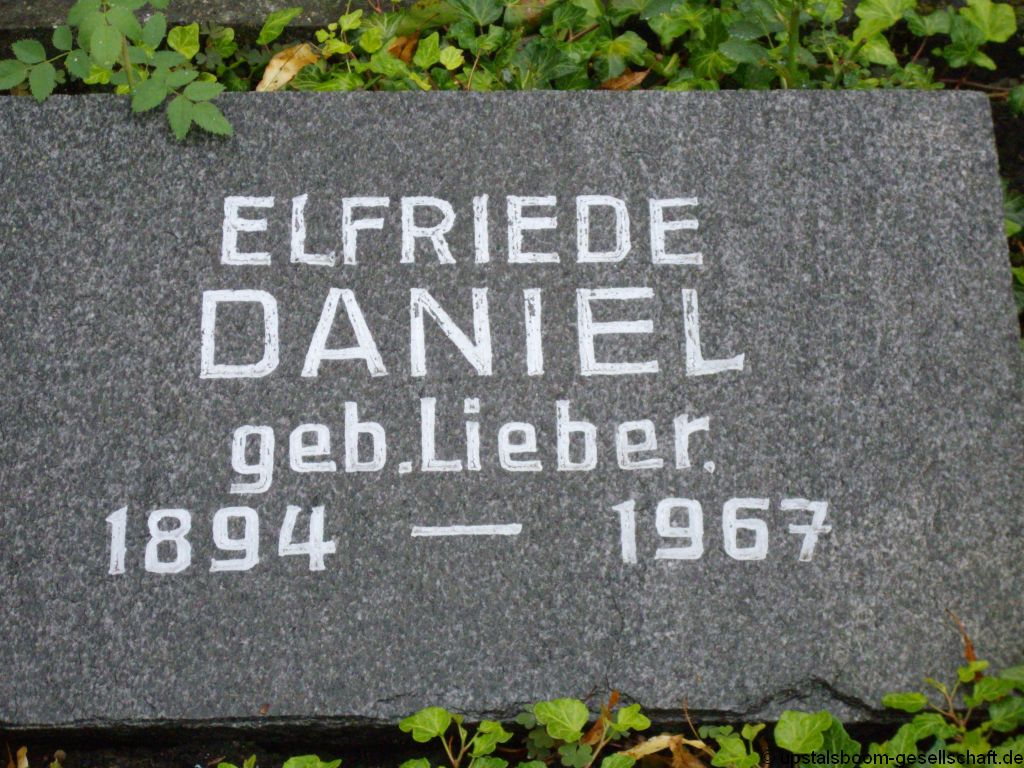 ELFRIEDE
DANIEL
geb. Lieber.
1894 — 1967
© upstalsboom-gesellschaft.de